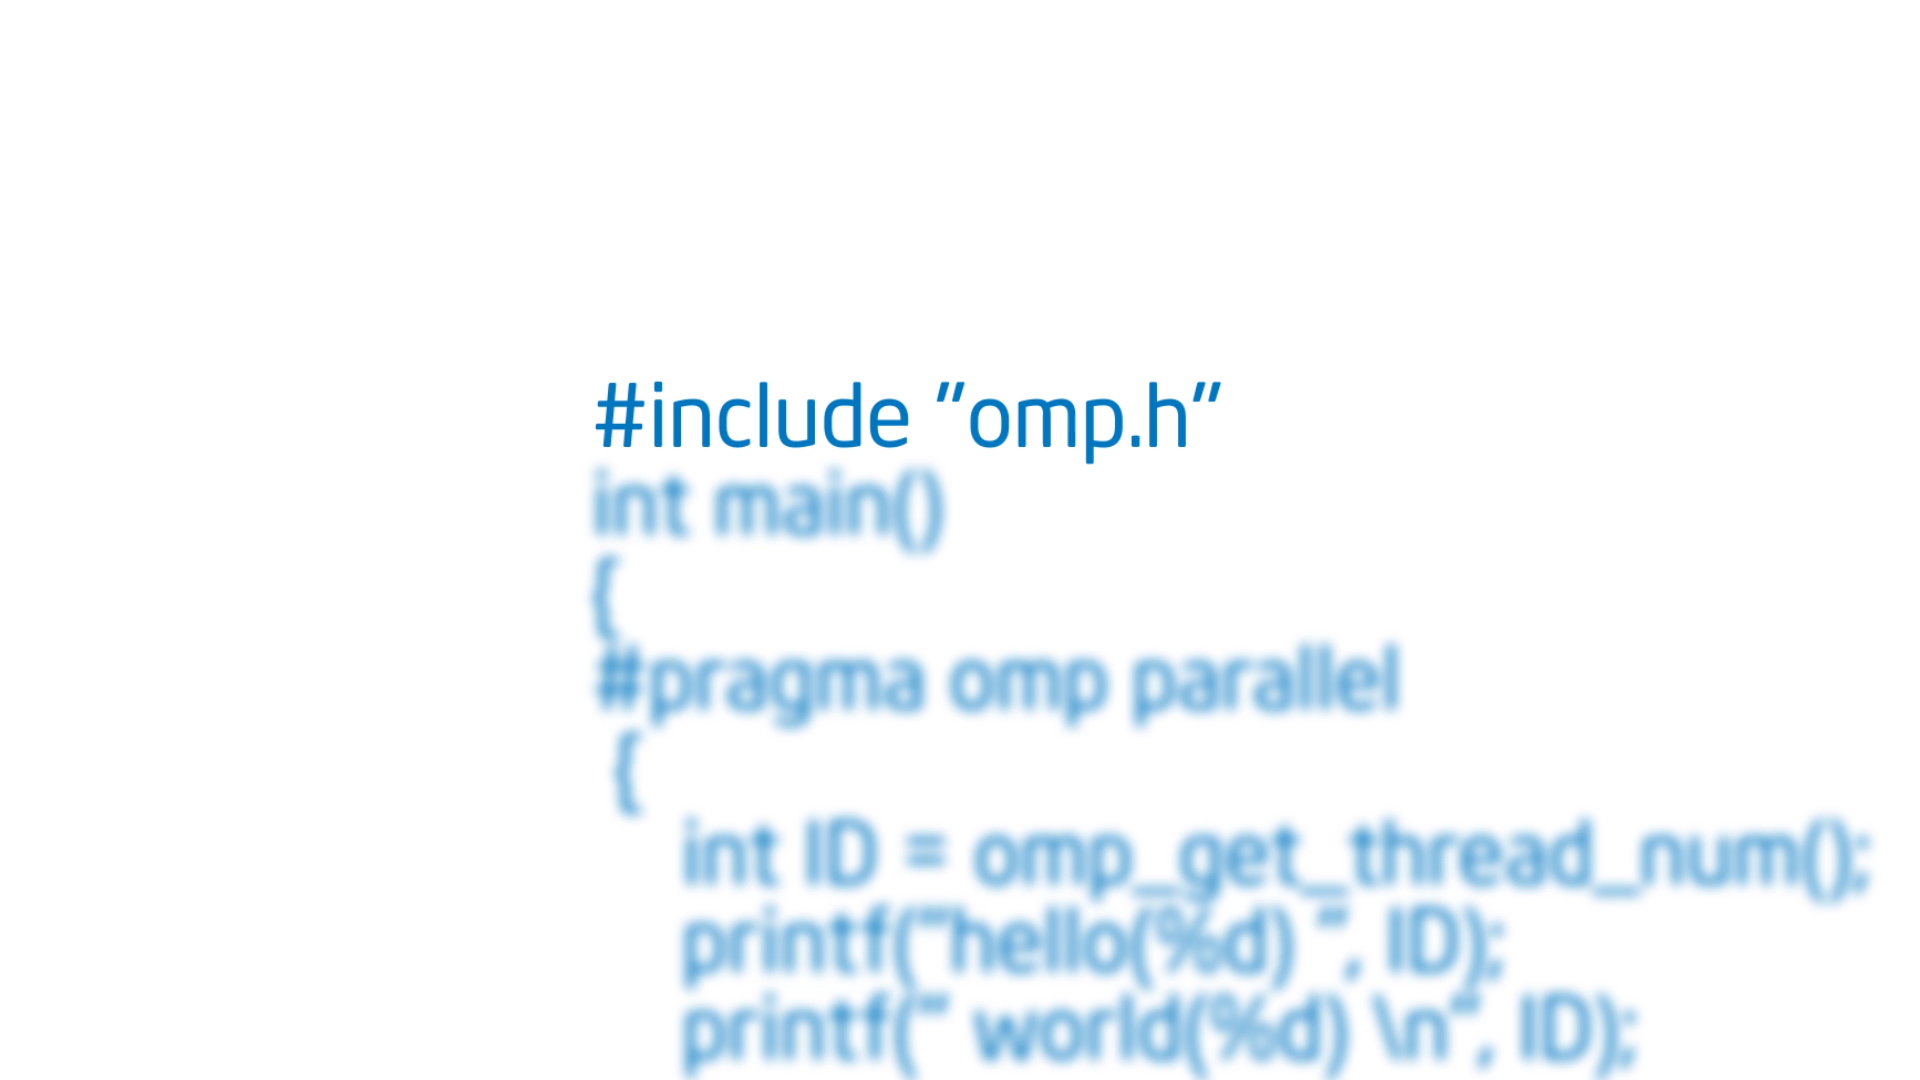 #include ”omp.h”
int main()
{
#pragma omp parallel
{
int ID = omp_get_thread_num();
printf(“hello(%d) “, ID);
printf(“ world(%d) \n“, ID);